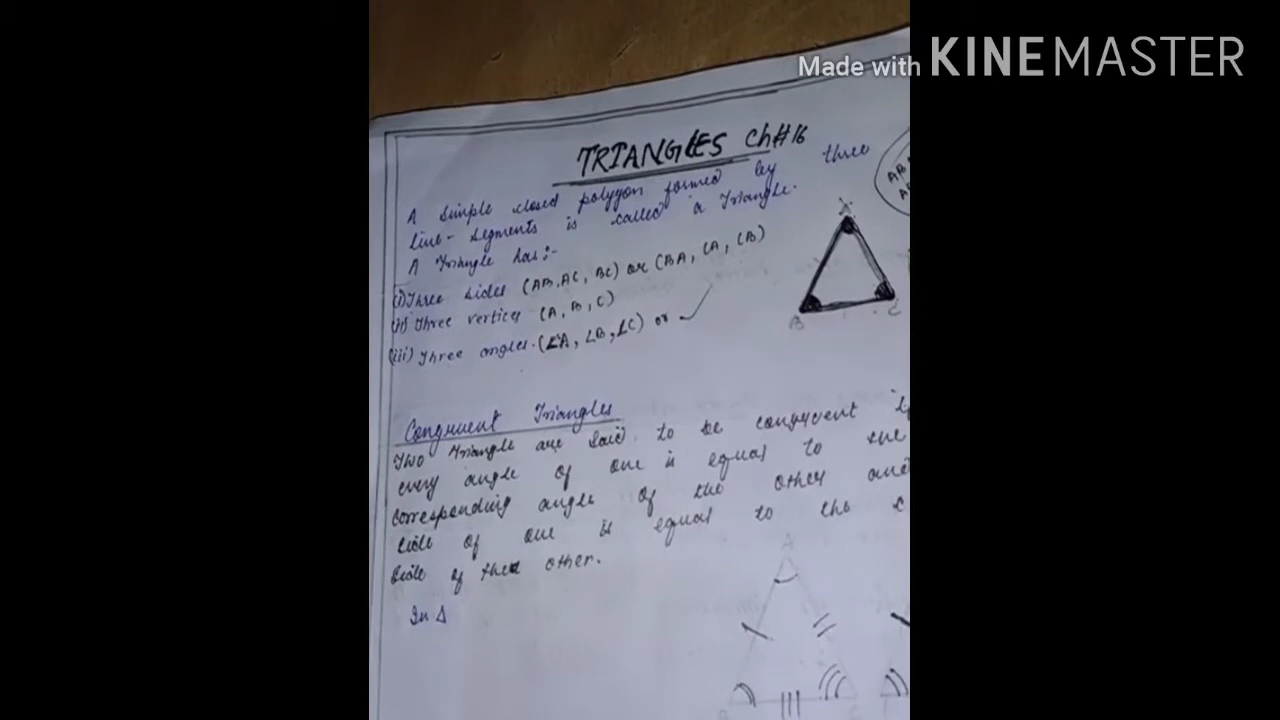 Made with KINEMASTER
TRIANGLES Ch#16
A simple closed polygon formed by three
line-segments is called a Triangle.
A Triangle has:-
(i) Three sides (AB, AC, BC) or (BA, CA, CB)
(ii) Three vertices (A, B, C)
(iii) Three angles. (∠A, ∠B, ∠C) or
A
B
C
Congruent Triangles
Two triangle are said to be congruent if
every angle of one is equal to the
corresponding angle of the other and
side of one is equal to the
side of the other.
In Δ
A